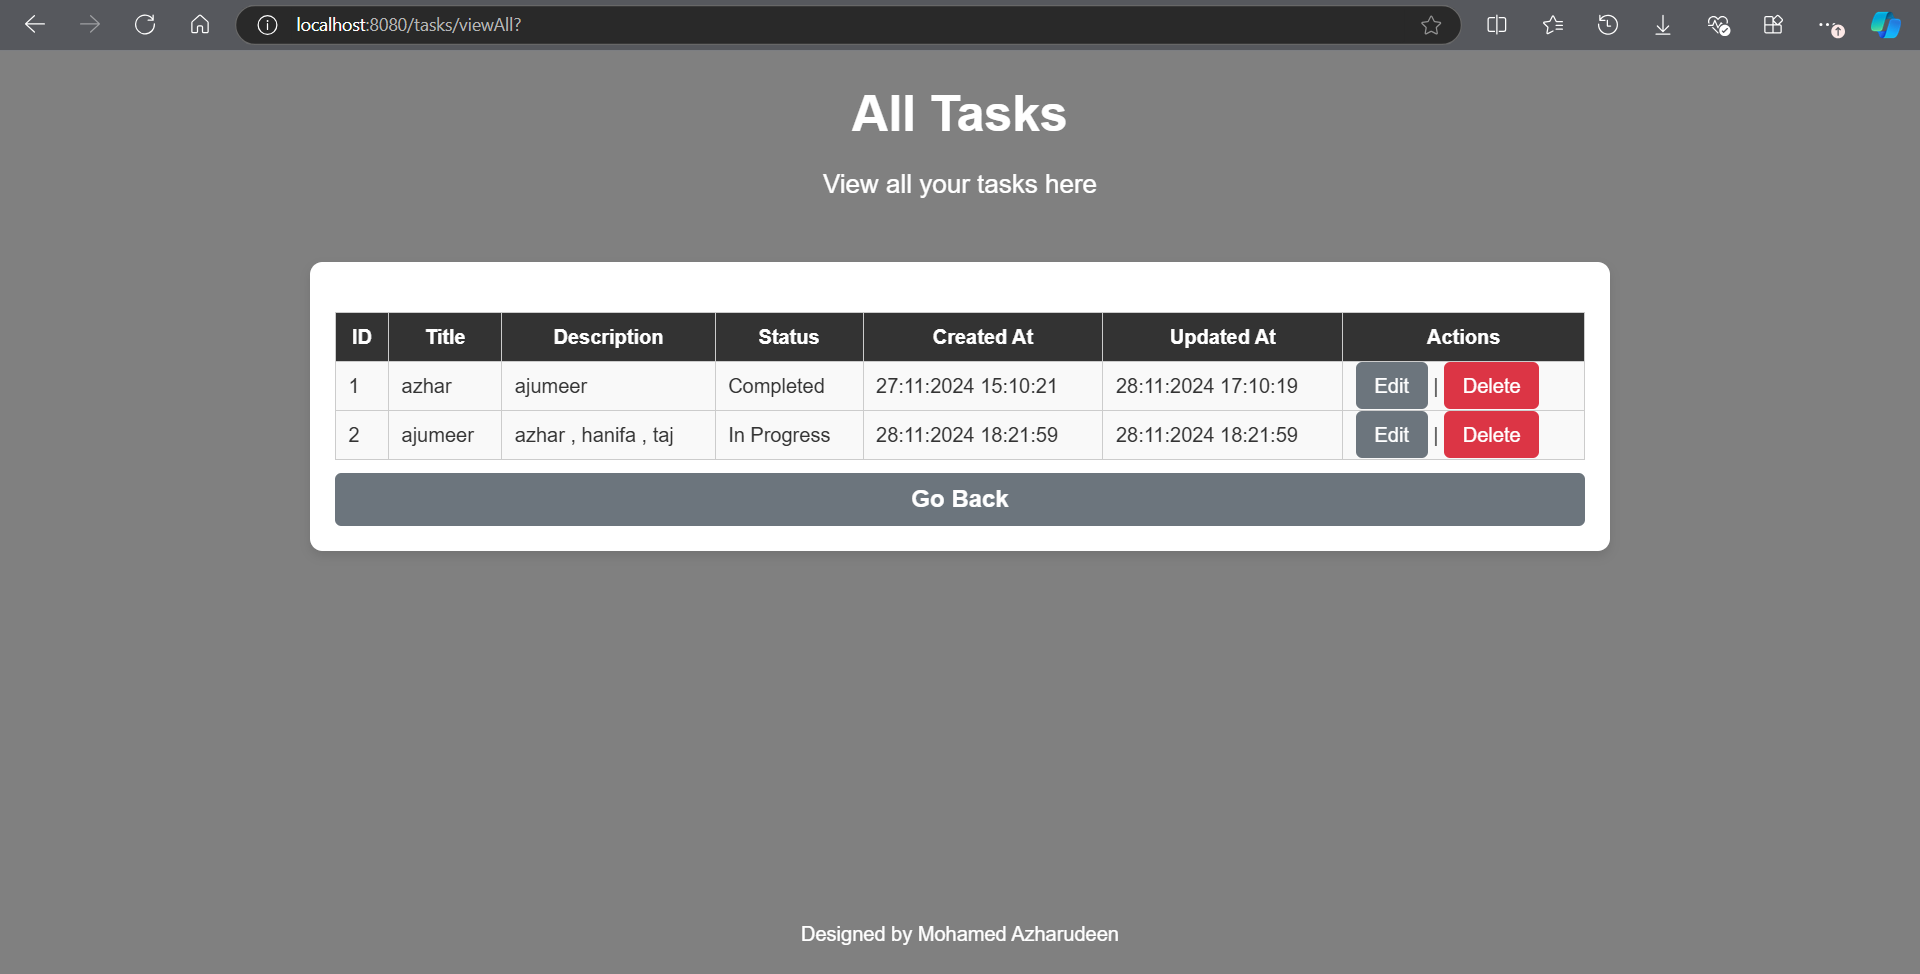 localhost:8080/tasks/viewAll?
All Tasks
View all your tasks here
ID Title Description Status Created At Updated At Actions
1 azhar ajumeer Completed 27:11:2024 15:10:21 28:11:2024 17:10:19 Edit | Delete
2 ajumeer azhar , hanifa , taj In Progress 28:11:2024 18:21:59 28:11:2024 18:21:59 Edit | Delete
Go Back
Designed by Mohamed Azharudeen